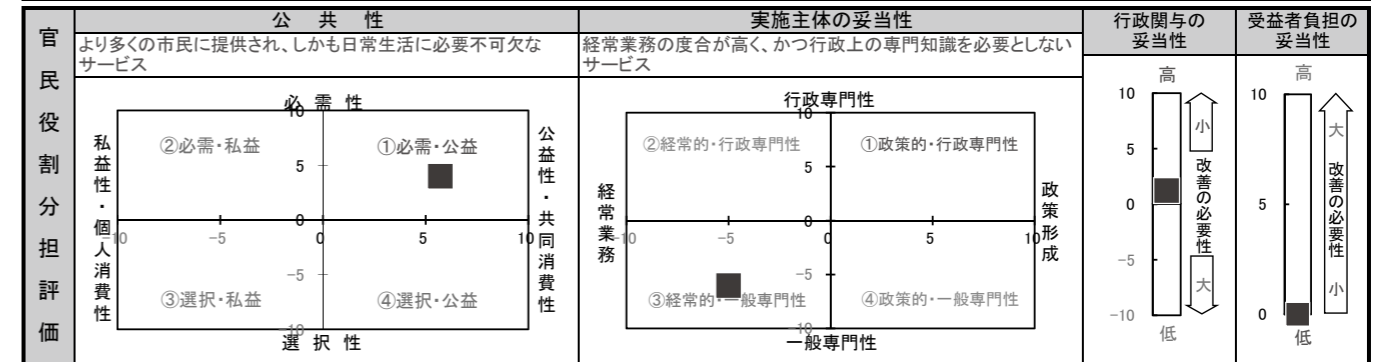 官民役割分担評価
公共性
より多くの市民に提供され、しかも日常生活に必要不可欠な
サービス
必需性
10
②必需・私益
①必需・公益
5
私益性・個人消費性
公益性・共同消費性
0
-10
-5
0
5
10
-5
③選択・私益
④選択・公益
-10
選択性
実施主体の妥当性
経常業務の度合が高く、かつ行政上の専門知識を必要としない
サービス
行政専門性
10
②経常的・行政専門性
①政策的・行政専門性
5
経常業務
政策形成
0
-10
-5
0
5
10
-5
③経常的・一般専門性
④政策的・一般専門性
-10
一般専門性
行政関与の
妥当性
高
10
5
0
-5
-10
小
改善の必要性
大
低
受益者負担の
妥当性
高
10
5
0
大
改善の必要性
小
低